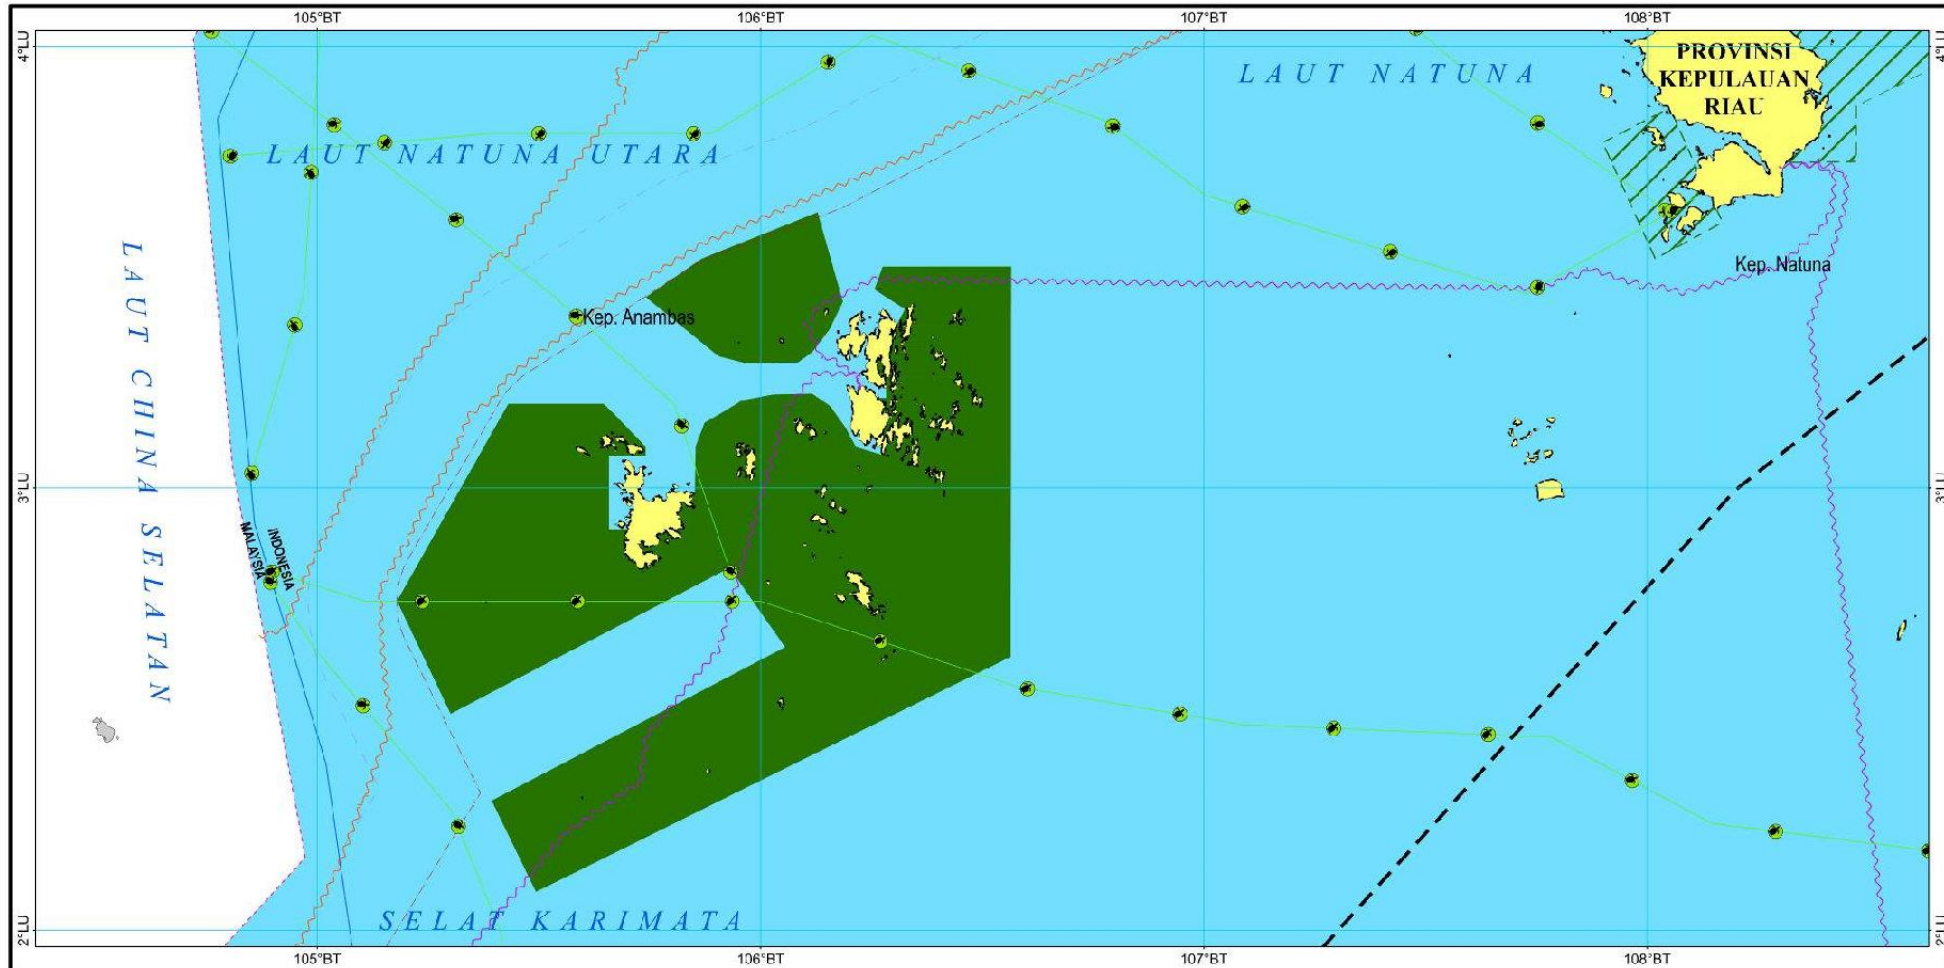 105°BT
106°BT
107°BT
108°BT
4°LU
4°LU
PROVINSI
KEPULAUAN
RIAU
LAUT NATUNA
LAUT NATUNA UTARA
Kep. Natuna
LAUT CHINA SELATAN
Kep. Anambas
3°LU
3°LU
INDONESIA
MALAYSIA
SELAT KARIMATA
2°LU
2°LU
105°BT
106°BT
107°BT
108°BT